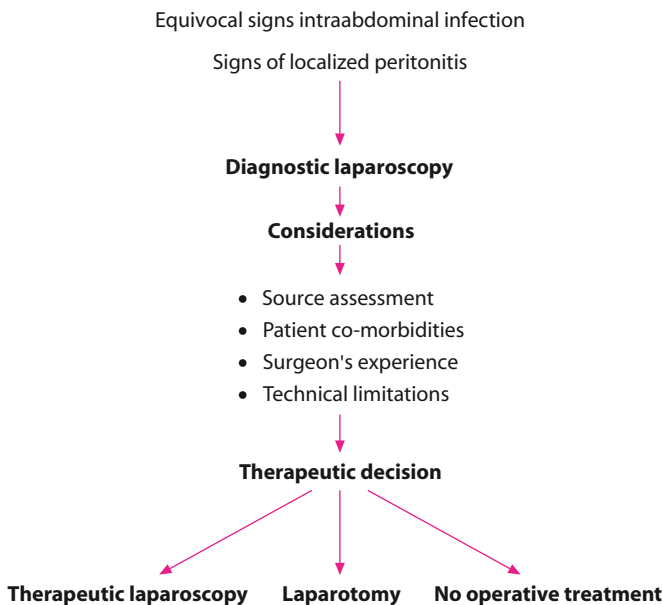 Equivocal signs intraabdominal infection
Signs of localized peritonitis
Diagnostic laparoscopy
Considerations
• Source assessment
• Patient co-morbidities
• Surgeon's experience
• Technical limitations
Therapeutic decision
Therapeutic laparoscopy Laparotomy No operative treatment